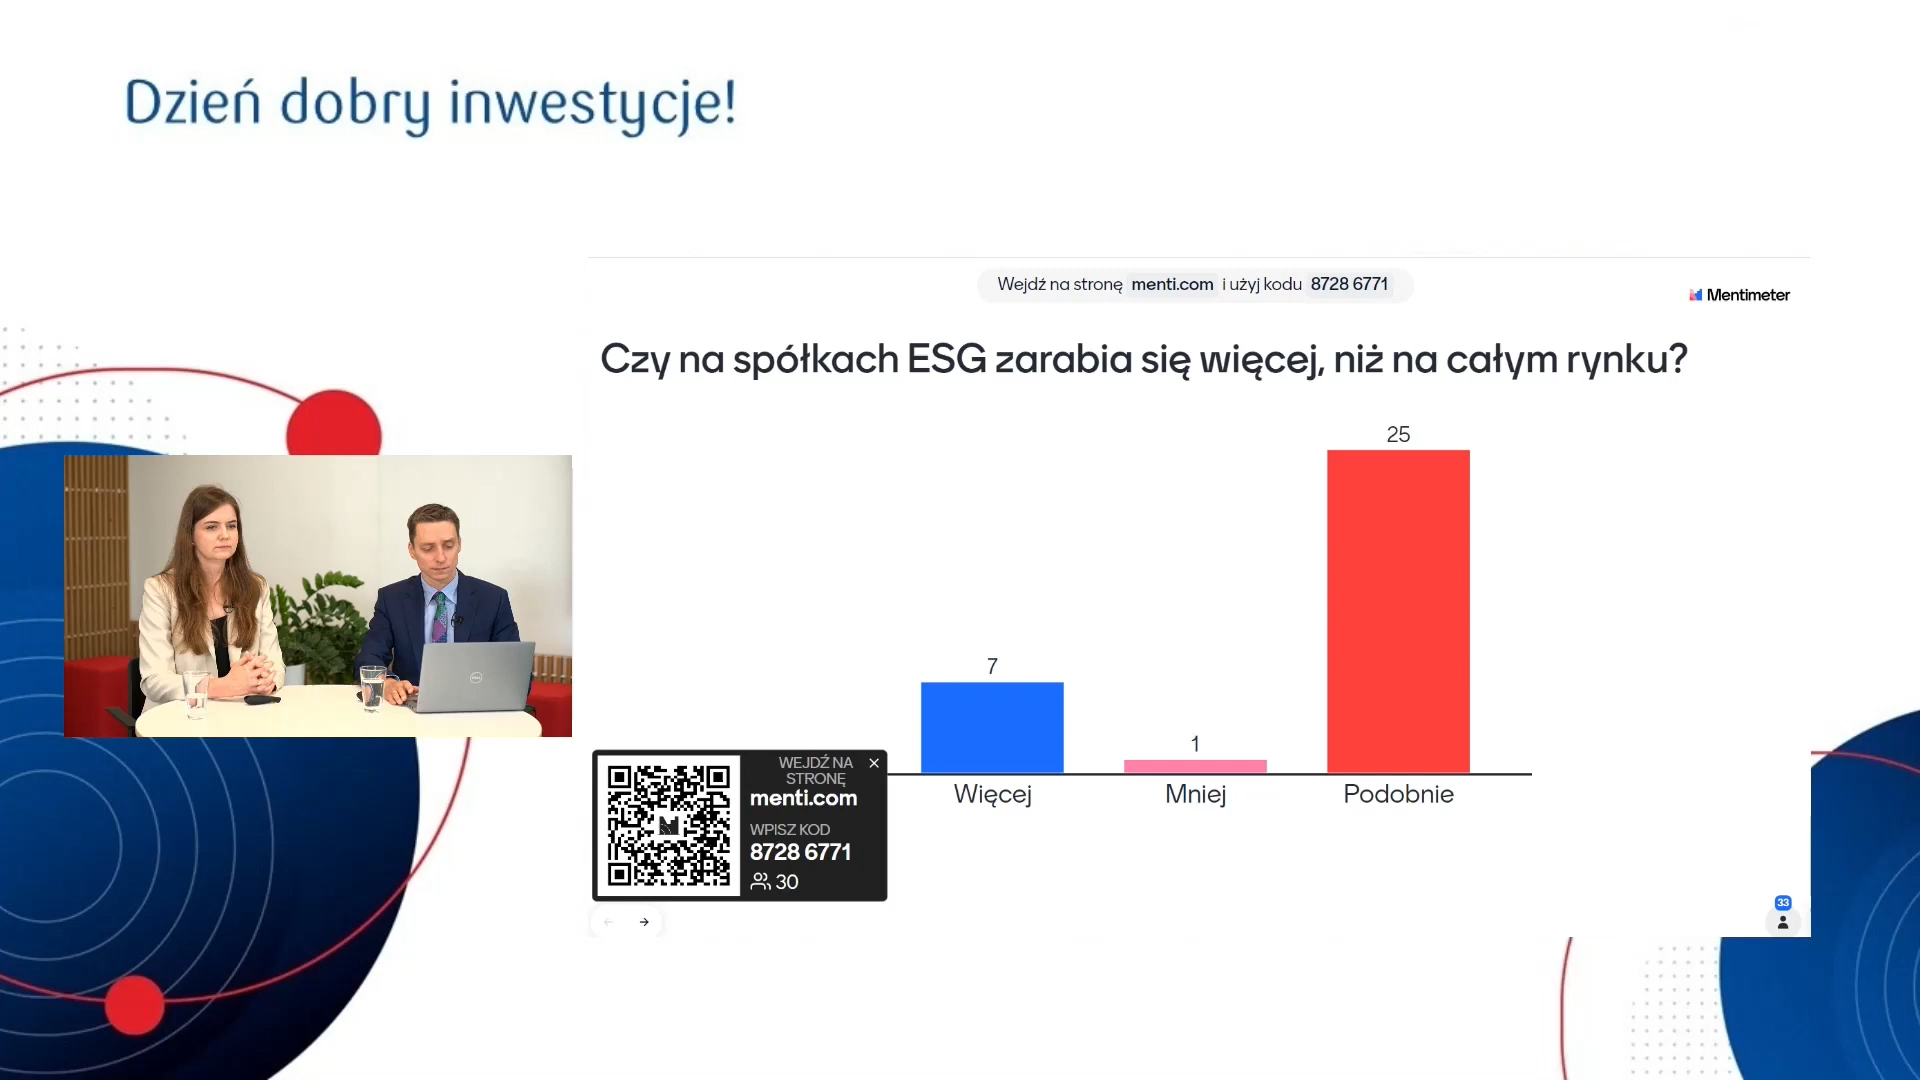 Dzień dobry inwestycje!
Wejdź na stronę menti.com i użyj kodu 8728 6771
Mentimeter
Czy na spółkach ESG zarabia się więcej, niż na całym rynku?
25
7
1
Więcej
Mniej
Podobnie
WEJDŹ NA
STRONĘ
menti.com
WPISZ KOD
8728 6771
30
33
DELL